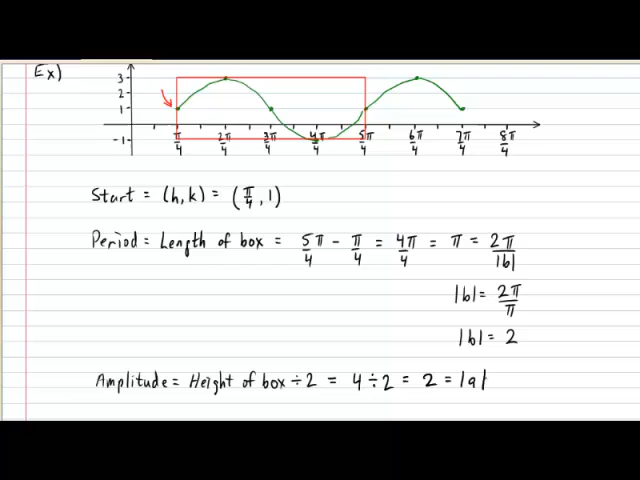 Ex)
3
2
1
-1
π/4 2π/4 3π/4 4π/4 5π/4 6π/4 7π/4 8π/4
Start = (h, k) = (π/4, 1)
Period = Length of box = 5π/4 - π/4 = 4π/4 = π = 2π/|b|
|b| = 2π/π
|b| = 2
Amplitude = Height of box ÷ 2 = 4 ÷ 2 = 2 = |a|